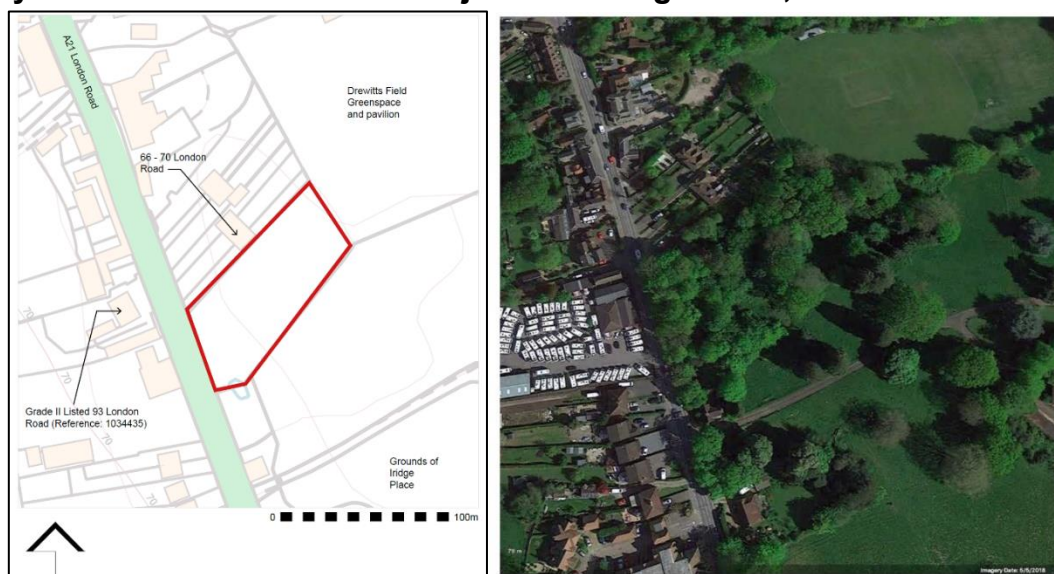 A21 London Road
Drewitts Field
Greenspace
and pavilion
66 - 70 London
Road
70
Grade II Listed 93 London
Road (Reference: 1034435)
70
Grounds of
Iridge
Place
0
100m
70 m
Imagery Date: 5/5/2018